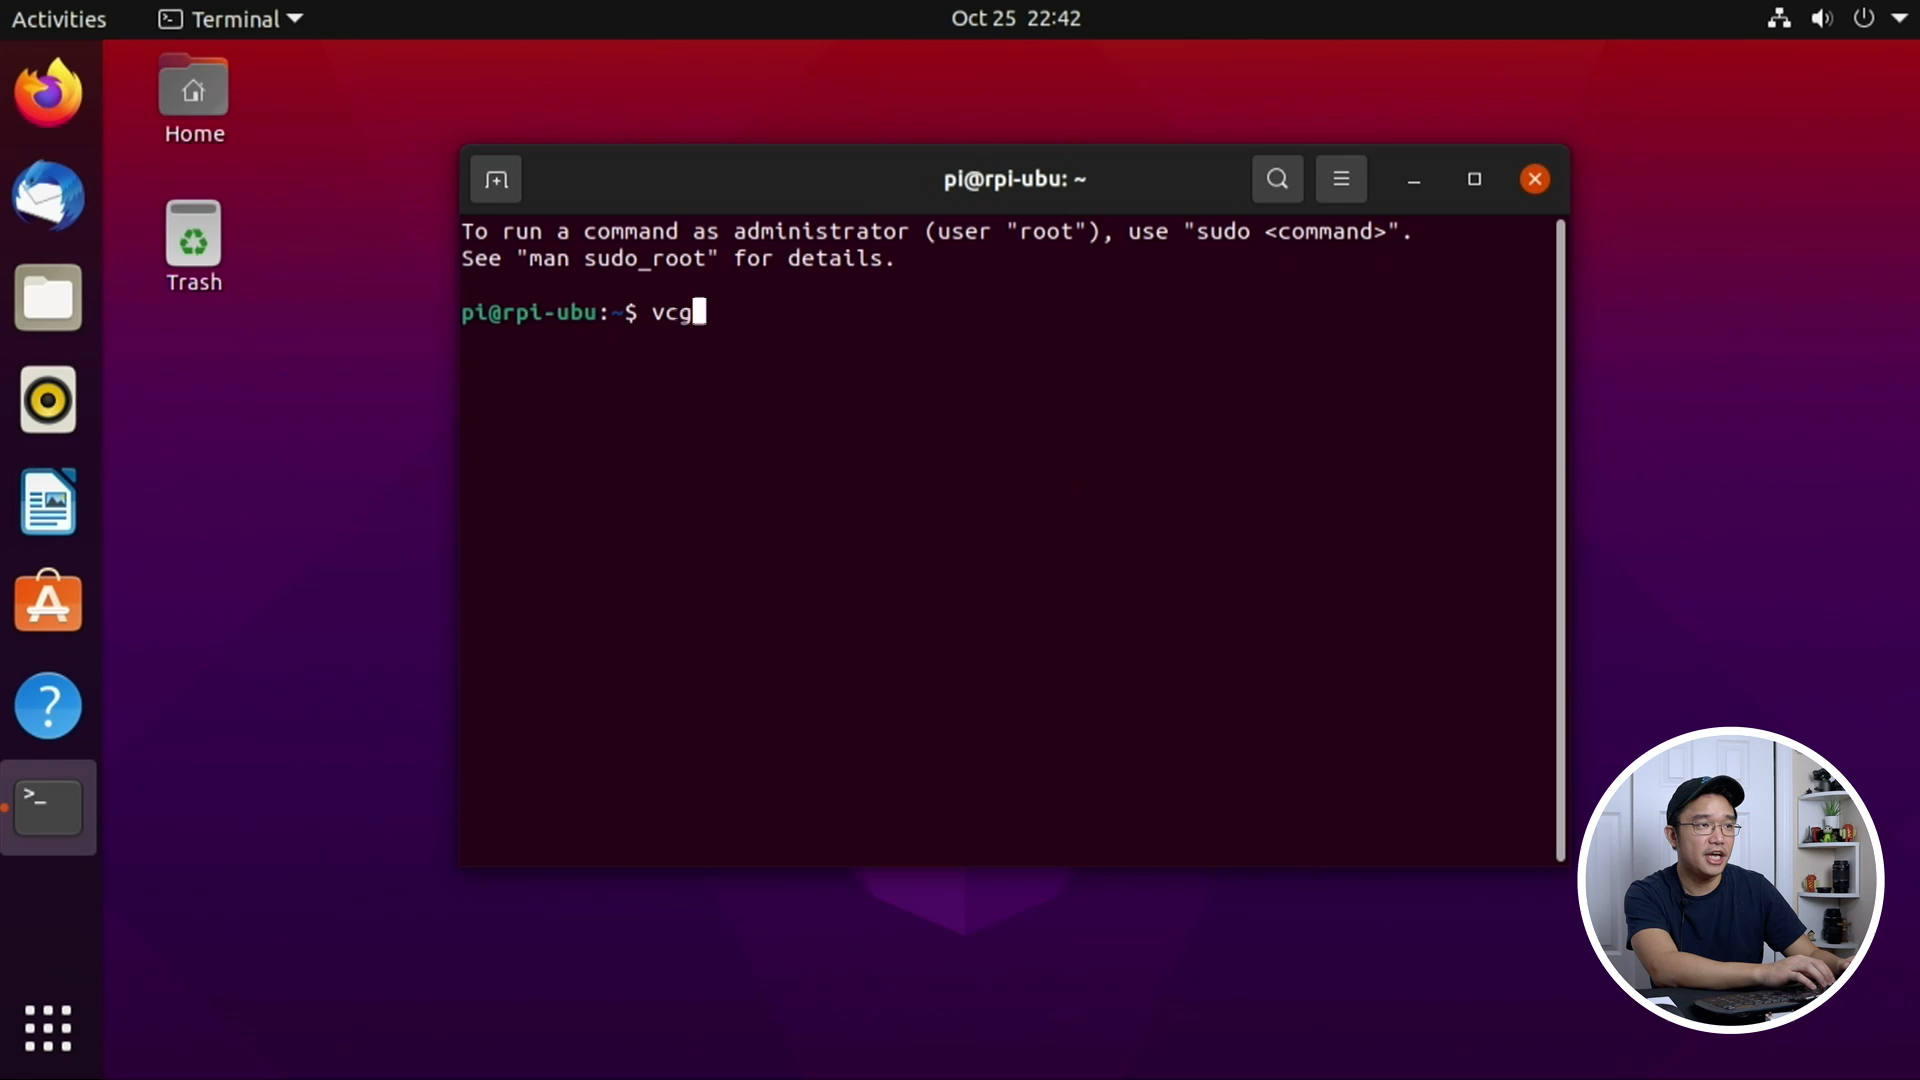 Activities
Terminal
Oct 25 22:42
Home
Trash
pi@rpi-ubu: ~
To run a command as administrator (user "root"), use "sudo <command>".
See "man sudo_root" for details.
pi@rpi-ubu:~$ vcg